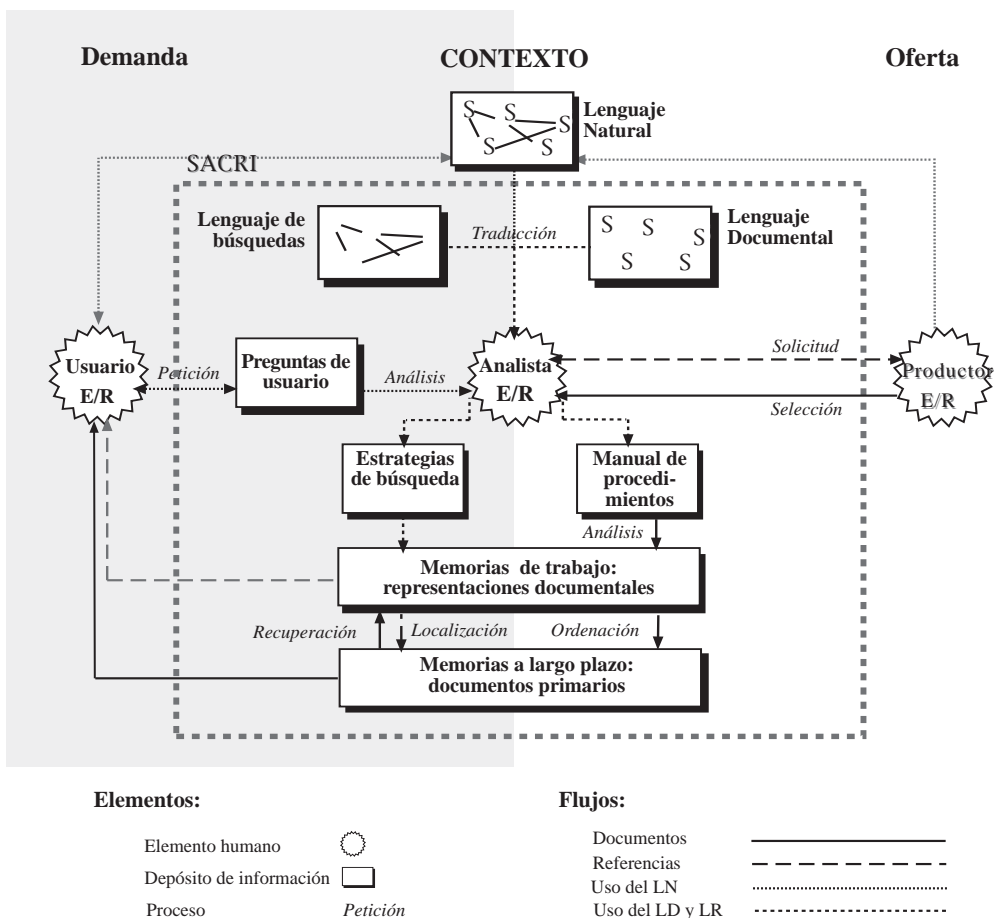 Demanda
CONTEXTO
Oferta
S S S S S
Lenguaje
Natural
SACRI
Lenguaje de
búsquedas
Traducción
S S S S S
Lenguaje
Documental
Usuario
E/R
Petición
Preguntas de
usuario
Análisis
Analista
E/R
Solicitud
Selección
Productor
E/R
Estrategias
de búsqueda
Manual de
procedi-
mientos
Análisis
Memorias de trabajo:
representaciones documentales
Recuperación
Localización
Ordenación
Memorias a largo plazo:
documentos primarios
Elementos:
Elemento humano
Depósito de información
Proceso
Petición
Flujos:
Documentos
Referencias
Uso del LN
Uso del LD y LR